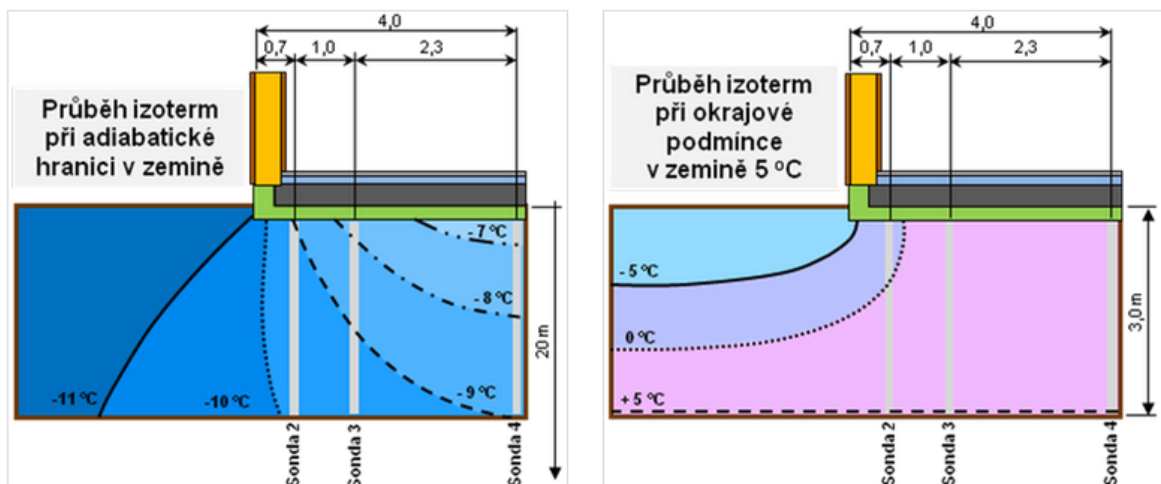 4,0
0,7
1,0
2,3
Průběh izoterm
při adiabatické
hranici v zemině
- 7 °C
- 8 °C
- 9 °C
-10 °C
-11 °C
20 m
Sonda 2
Sonda 3
Sonda 4
4,0
0,7
1,0
2,3
Průběh izoterm
při okrajové
podmínce
v zemině 5 °C
- 5 °C
0 °C
+ 5 °C
3,0 m
Sonda 2
Sonda 3
Sonda 4